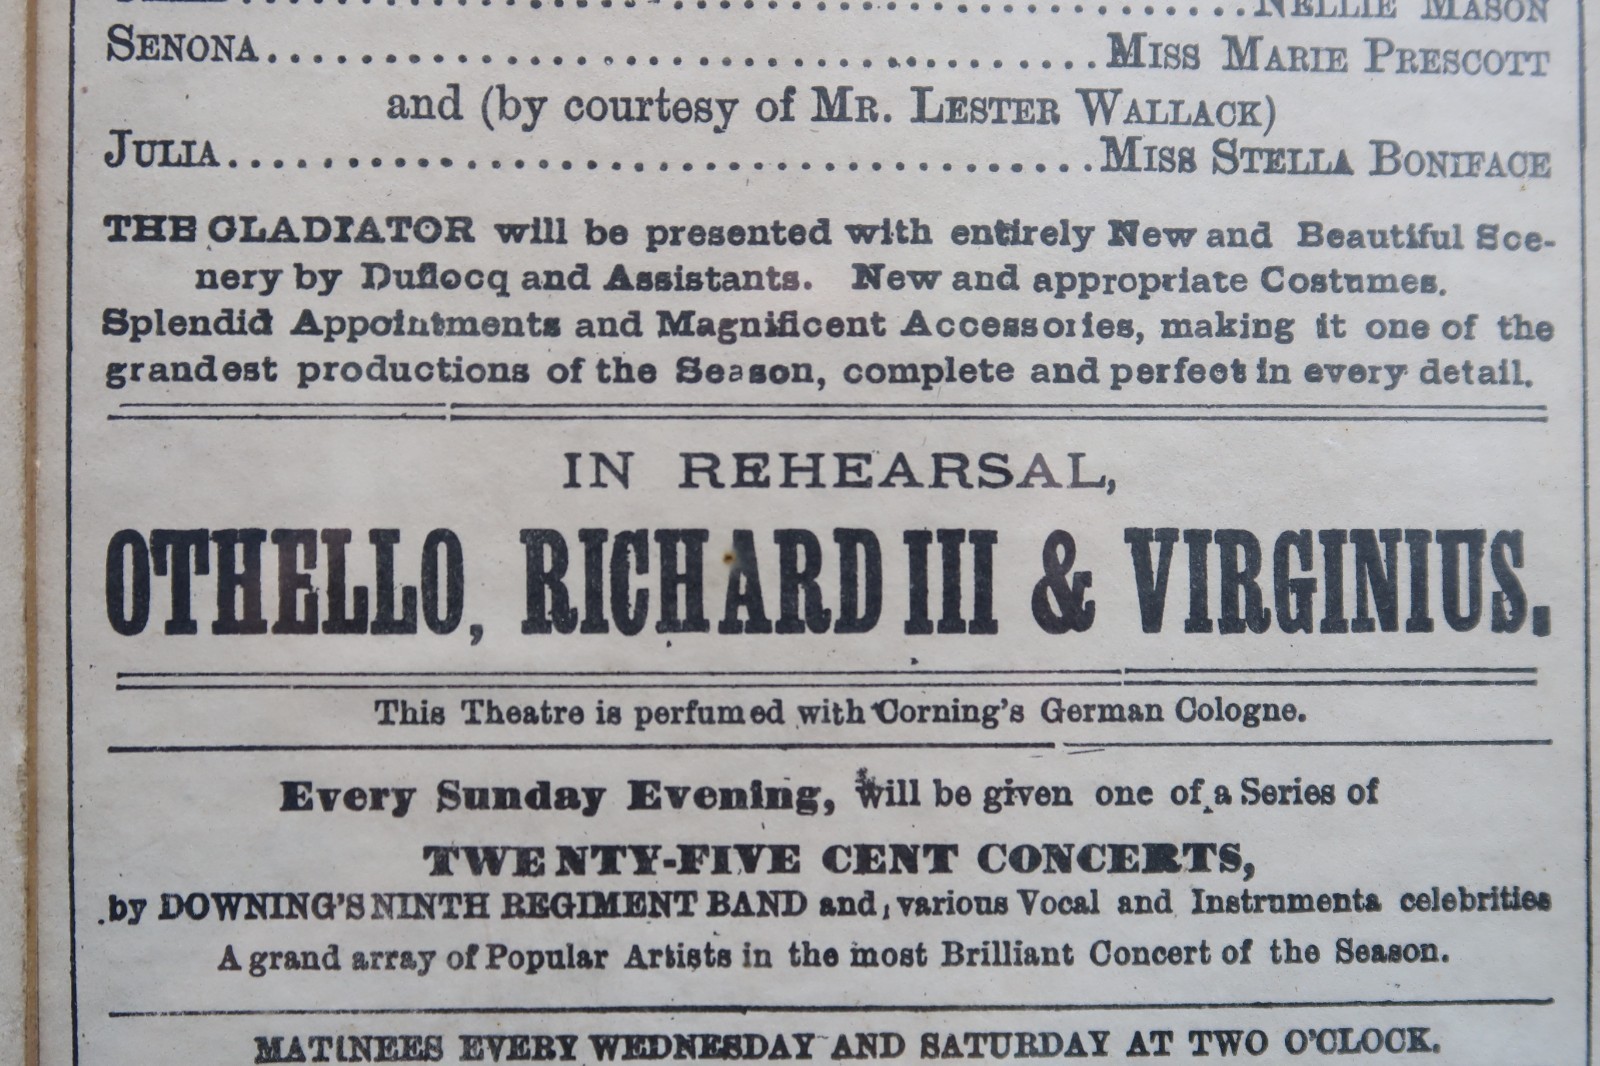 NELLIE MASON
SENONA........................................MISS MARIE PRESCOTT
and (by courtesy of MR. LESTER WALLACK)
JULIA........................................MISS STELLA BONIFACE
THE GLADIATOR will be presented with entirely New and Beautiful Sce-
nery by Duflocq and Assistants. New and appropriate Costumes.
Splendid Appointments and Magnificent Accessories, making it one of the
grandest productions of the Season, complete and perfect in every detail.
IN REHEARSAL,
OTHELLO, RICHARD III & VIRGINIUS.
This Theatre is perfumed with Corning's German Cologne.
Every Sunday Evening, will be given one of a Series of
TWENTY-FIVE CENT CONCERTS,
by DOWNING'S NINTH REGIMENT BAND and, various Vocal and Instrumenta celebrities
A grand array of Popular Artists in the most Brilliant Concert of the Season.
MATINEES EVERY WEDNESDAY AND SATURDAY AT TWO O'CLOCK.